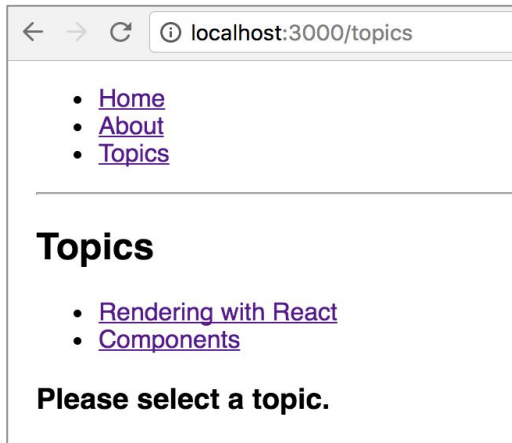 localhost:3000/topics
Home
About
Topics
Topics
Rendering with React
Components
Please select a topic.